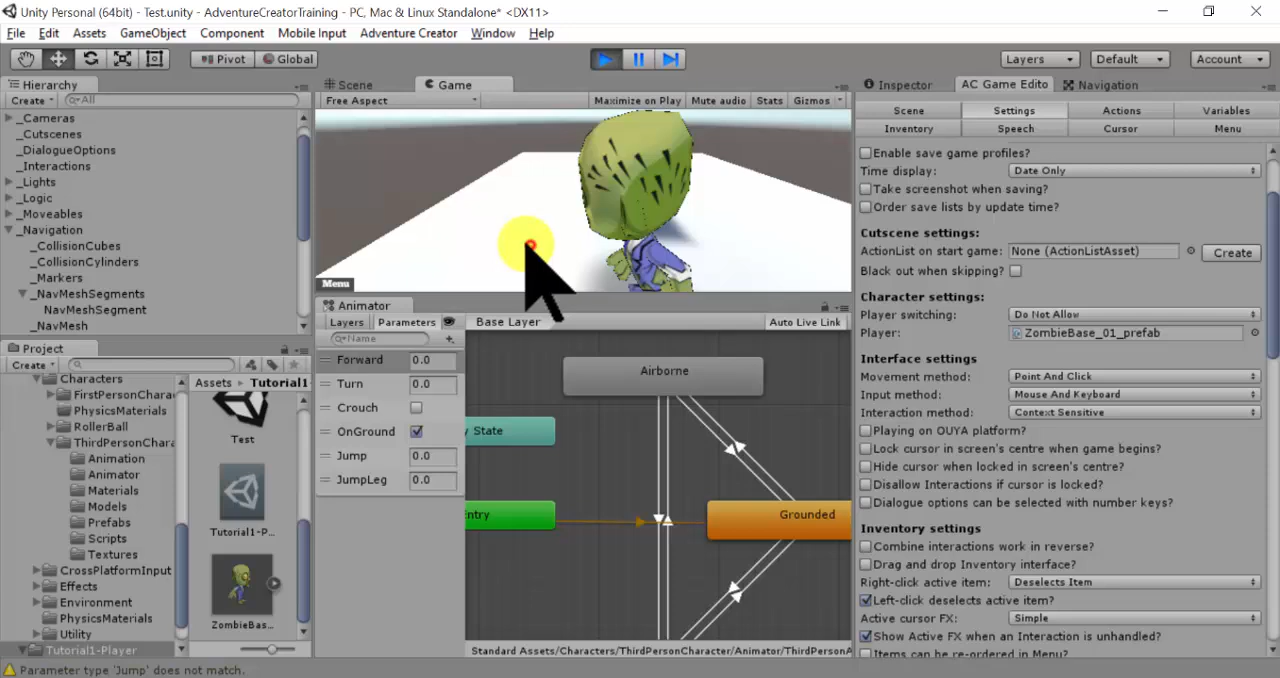 Unity Personal (64bit) - Test.unity - AdventureCreatorTraining - PC, Mac & Linux Standalone* <DX11>
File Edit Assets GameObject Component Mobile Input Adventure Creator Window Help
Pivot Global Layers Default Account
Hierarchy
Create All
_Cameras
_Cutscenes
_DialogueOptions
_Interactions
_Lights
_Logic
_Moveables
_Navigation
_CollisionCubes
_CollisionCylinders
_Markers
_NavMeshSegments
NavMeshSegment
_NavMesh
Scene Game
Free Aspect Maximize on Play Mute audio Stats Gizmos
Menu
Animator
Layers Parameters Base Layer Auto Live Link
Name
Forward 0.0
Turn 0.0
Crouch
OnGround
Jump 0.0
JumpLeg 0.0
Airborne
y State
Entry
Grounded
Standard Assets/Characters/ThirdPersonCharacter/Animator/ThirdPersonA
Project
Create
Characters
FirstPersonChara
PhysicsMaterials
RollerBall
ThirdPersonChara
Animation
Animator
Materials
Models
Prefabs
Scripts
Textures
CrossPlatformInput
Effects
Environment
PhysicsMaterials
Utility
Tutorial1-Player
Assets Tutorial1
Test
Tutorial1-P...
ZombieBas...
Inspector AC Game Edito Navigation
Scene Settings Actions Variables
Inventory Speech Cursor Menu
Enable save game profiles?
Time display: Date Only
Take screenshot when saving?
Order save lists by update time?
Cutscene settings:
ActionList on start game: None (ActionListAsset) Create
Black out when skipping?
Character settings:
Player switching: Do Not Allow
Player: ZombieBase_01_prefab
Interface settings
Movement method: Point And Click
Input method: Mouse And Keyboard
Interaction method: Context Sensitive
Playing on OUYA platform?
Lock cursor in screen's centre when game begins?
Hide cursor when locked in screen's centre?
Disallow Interactions if cursor is locked?
Dialogue options can be selected with number keys?
Inventory settings
Combine interactions work in reverse?
Drag and drop Inventory interface?
Right-click active item: Deselects Item
Left-click deselects active item?
Active cursor FX: Simple
Show Active FX when an Interaction is unhandled?
Items can be re-ordered in Menu?
Parameter type 'Jump' does not match.